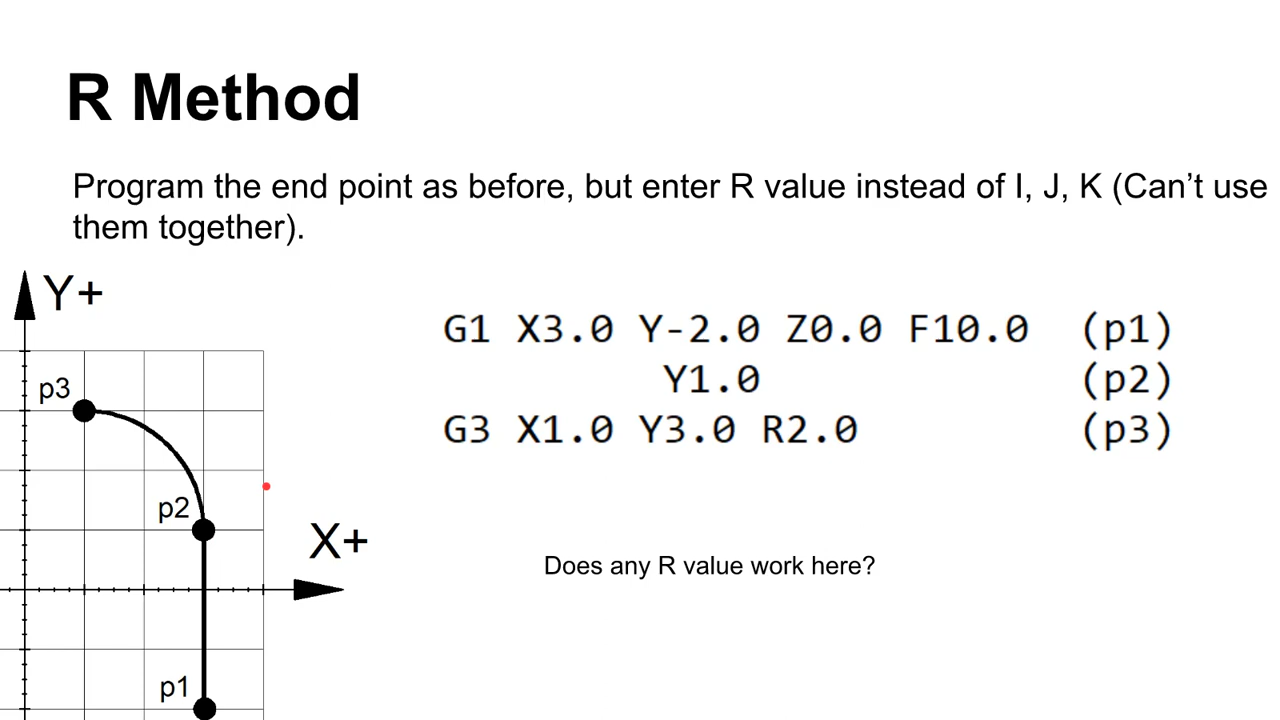 R Method
Program the end point as before, but enter R value instead of I, J, K (Can’t use
them together).
Y+
p3
p2
X+
p1
G1 X3.0 Y-2.0 Z0.0 F10.0 (p1)
Y1.0 (p2)
G3 X1.0 Y3.0 R2.0 (p3)
Does any R value work here?